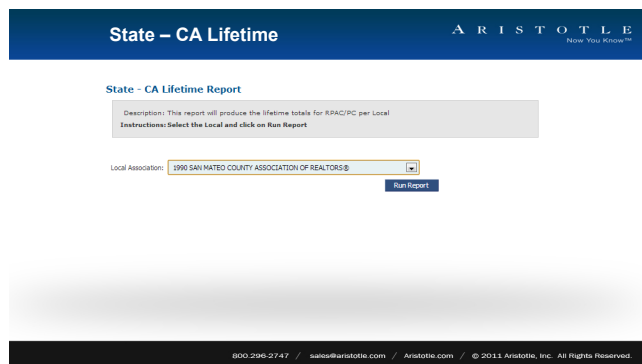 State – CA Lifetime
ARISTOTLE
Now You Know™
State - CA Lifetime Report
Description: This report will produce the lifetime totals for RPAC/PC per Local
Instructions: Select the Local and click on Run Report
Local Association: 1990 SAN MATEO COUNTY ASSOCIATION OF REALTORS®
Run Report
800.296-2747 / sales@aristotle.com / Aristotle.com / © 2011 Aristotle, Inc. All Rights Reserved.